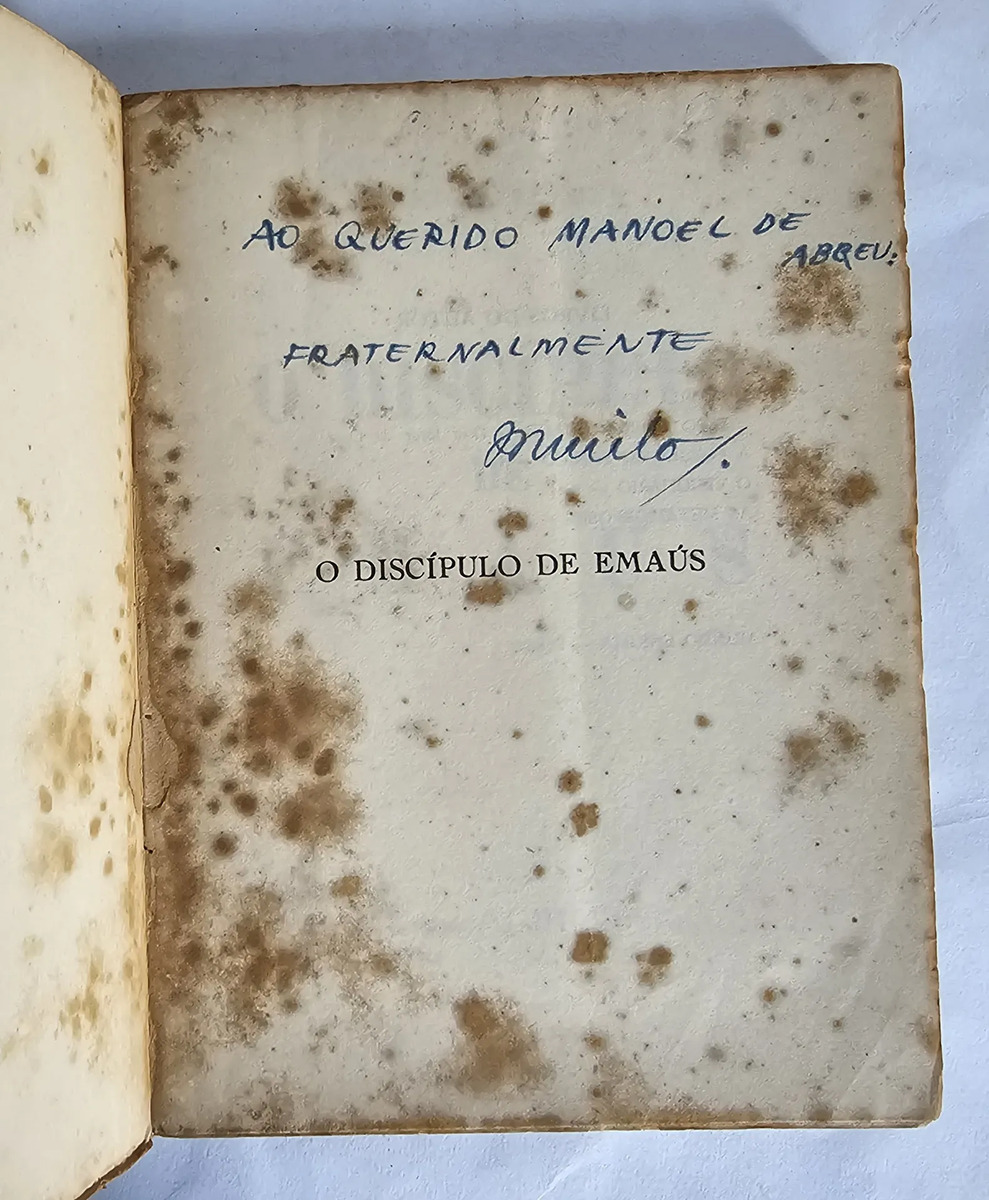 AO QUERIDO MANOEL DE
ABREU.
FRATERNALMENTE
Murilo/.
O DISCÍPULO DE EMAÚS